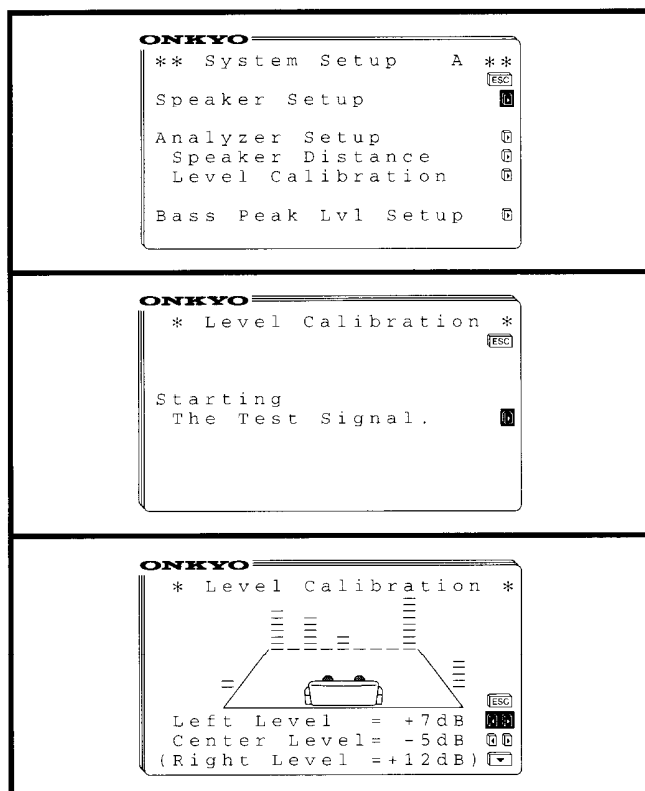 ONKYO
** System Setup A **
ESC
Speaker Setup
Analyzer Setup
Speaker Distance
Level Calibration
Bass Peak Lvl Setup
ONKYO
* Level Calibration *
ESC
Starting
The Test Signal.
ONKYO
* Level Calibration *
ESC
Left Level = +7dB
Center Level= -5dB
(Right Level =+12dB)